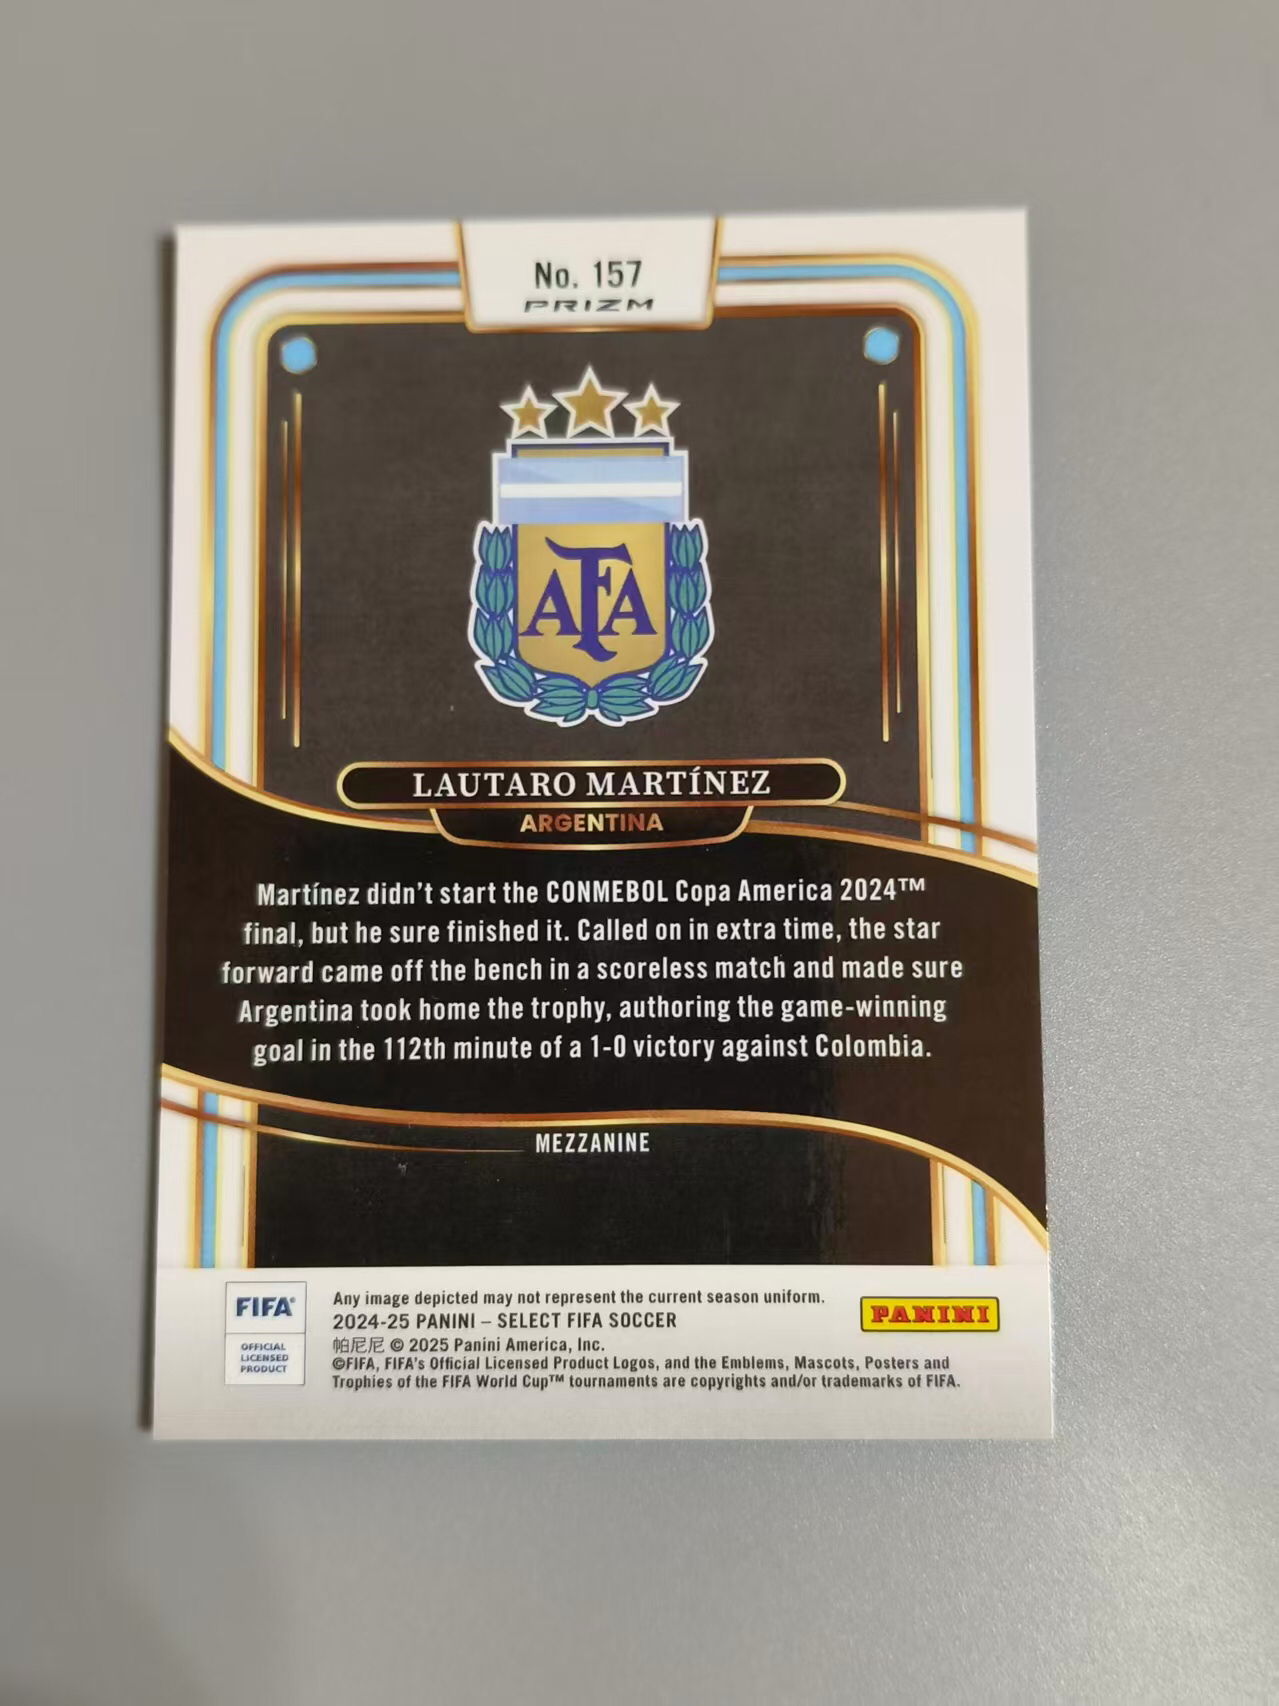 No. 157
PRIZM
AFA
LAUTARO MARTÍNEZ
ARGENTINA
Martínez didn't start the CONMEBOL Copa America 2024™
final, but he sure finished it. Called on in extra time, the star
forward came off the bench in a scoreless match and made sure
Argentina took home the trophy, authoring the game-winning
goal in the 112th minute of a 1-0 victory against Colombia.
MEZZANINE
FIFA®
OFFICIAL
LICENSED
PRODUCT
Any image depicted may not represent the current season uniform.
2024-25 PANINI – SELECT FIFA SOCCER
帕尼尼 © 2025 Panini America, Inc.
©FIFA, FIFA's Official Licensed Product Logos, and the Emblems, Mascots, Posters and
Trophies of the FIFA World Cup™ tournaments are copyrights and/or trademarks of FIFA.
PANINI